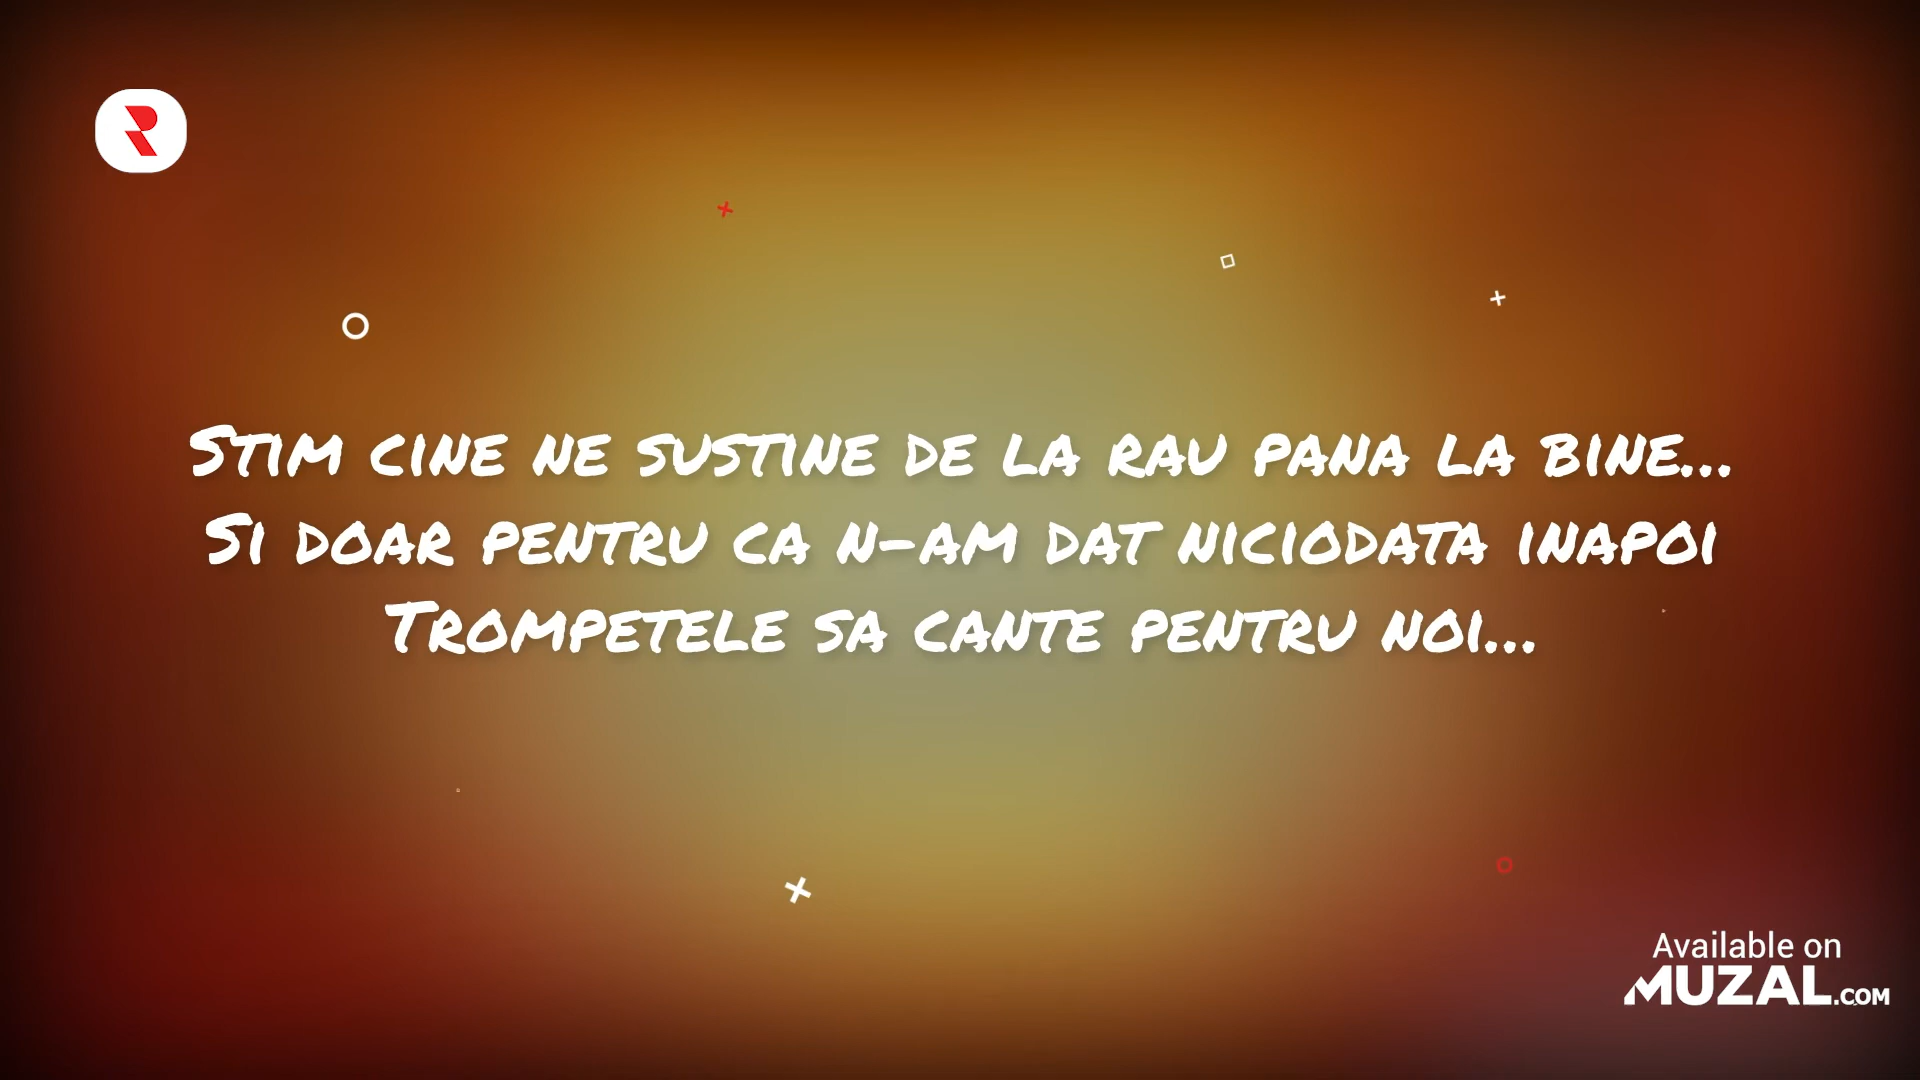 Stim cine ne sustine de la rau pana la bine...
Si doar pentru ca n-am dat niciodata inapoi
Trompetele sa cante pentru noi...
R
Available on
MUZAL.COM